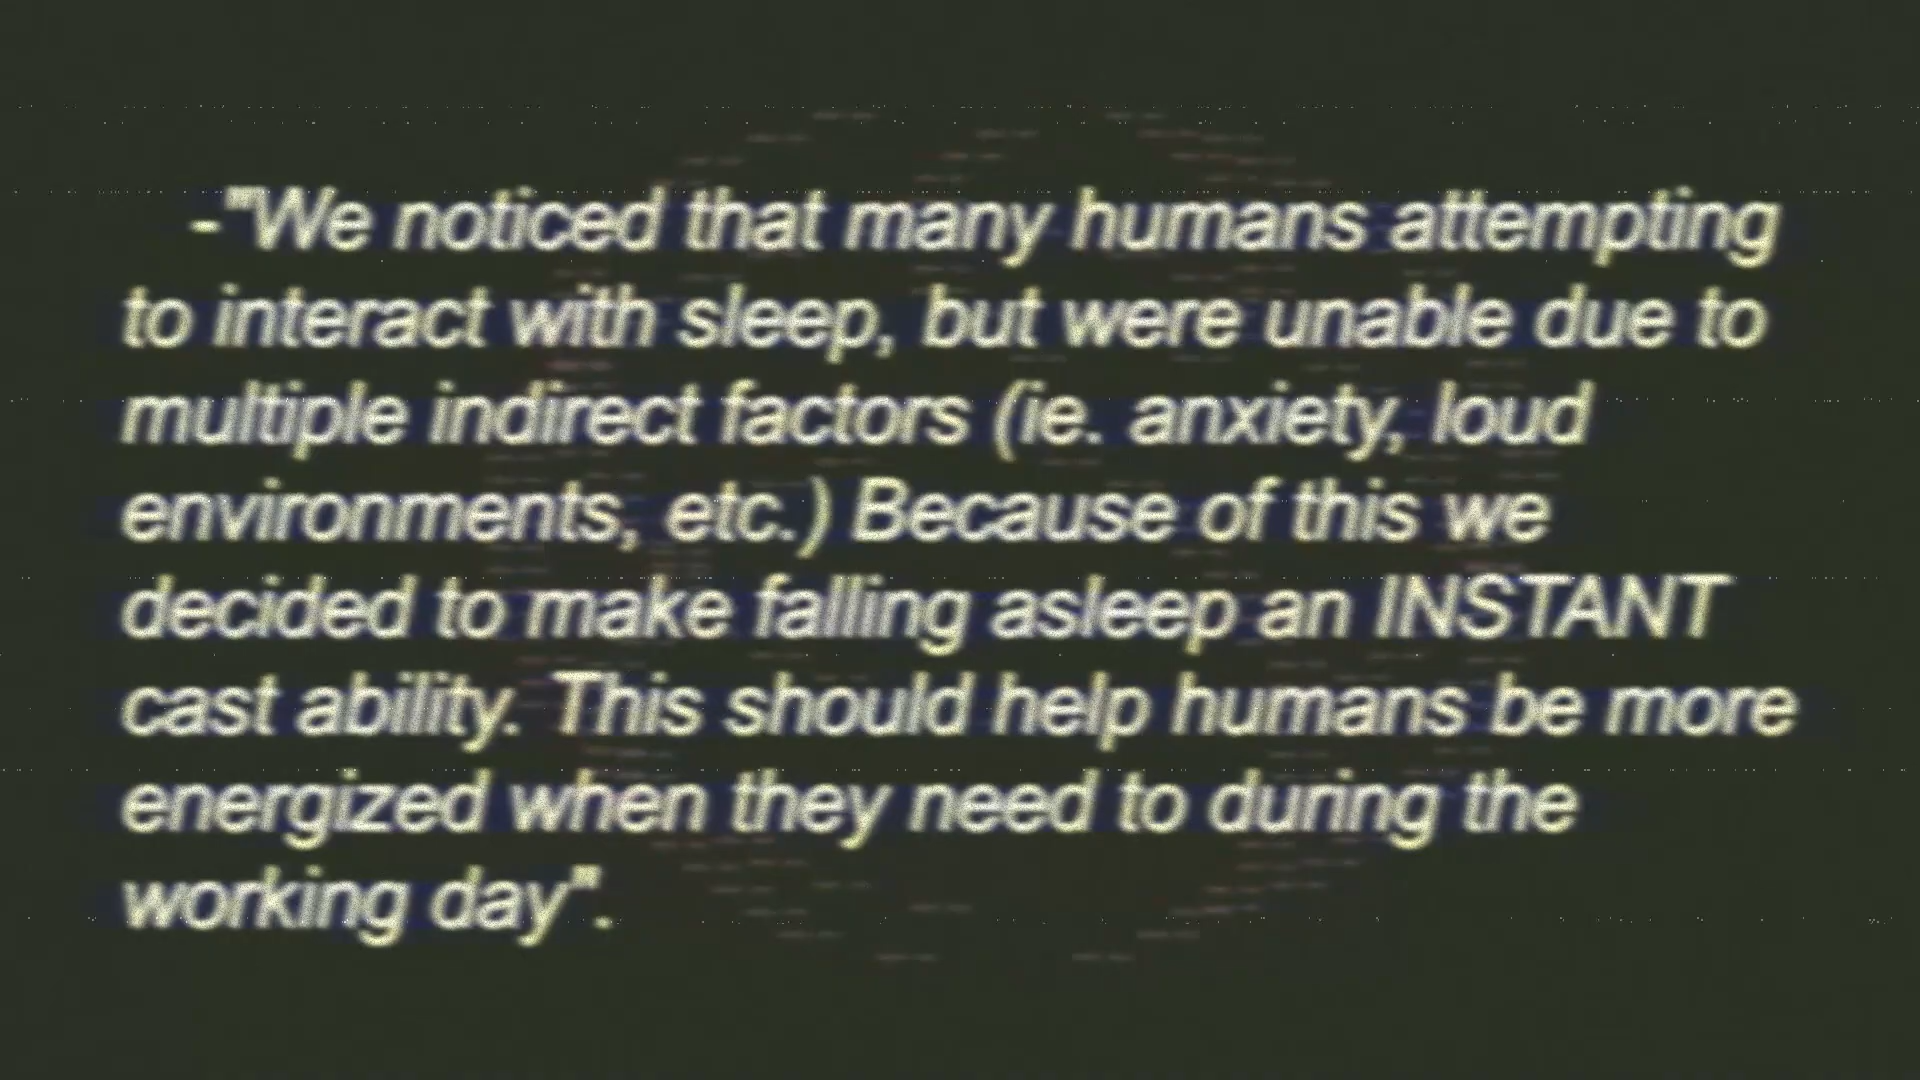 -"We noticed that many humans attempting
to interact with sleep, but were unable due to
multiple indirect factors (ie. anxiety, loud
environments, etc.) Because of this we
decided to make falling asleep an INSTANT
cast ability. This should help humans be more
energized when they need to during the
working day".